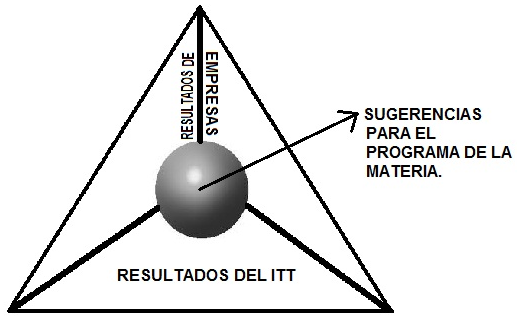 RESULTADOS DE
EMPRESAS
SUGERENCIAS
PARA EL
PROGRAMA DE LA
MATERIA.
RESULTADOS DEL ITT